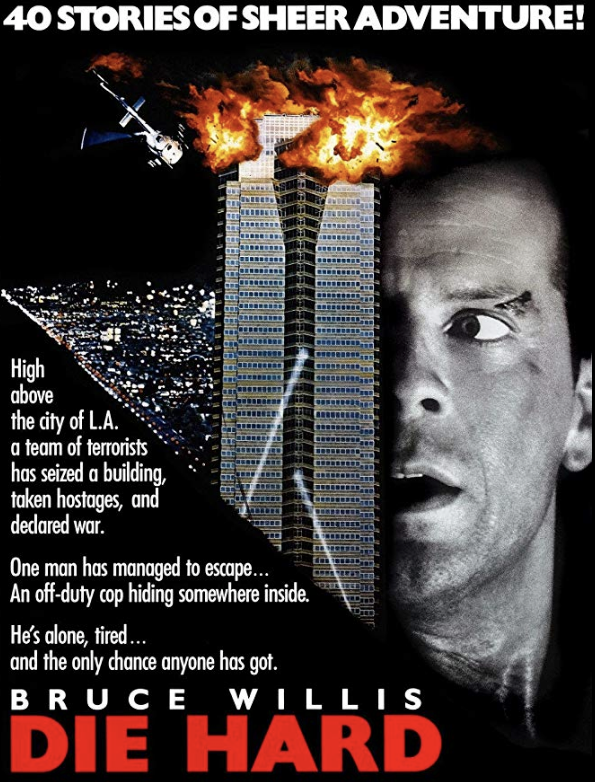 40 STORIES OF SHEER ADVENTURE!
High
above
the city of L.A.
a team of terrorists
has seized a building,
taken hostages, and
declared war.
One man has managed to escape...
An off-duty cop hiding somewhere inside.
He's alone, tired...
and the only chance anyone has got.
BRUCE WILLIS
DIE HARD